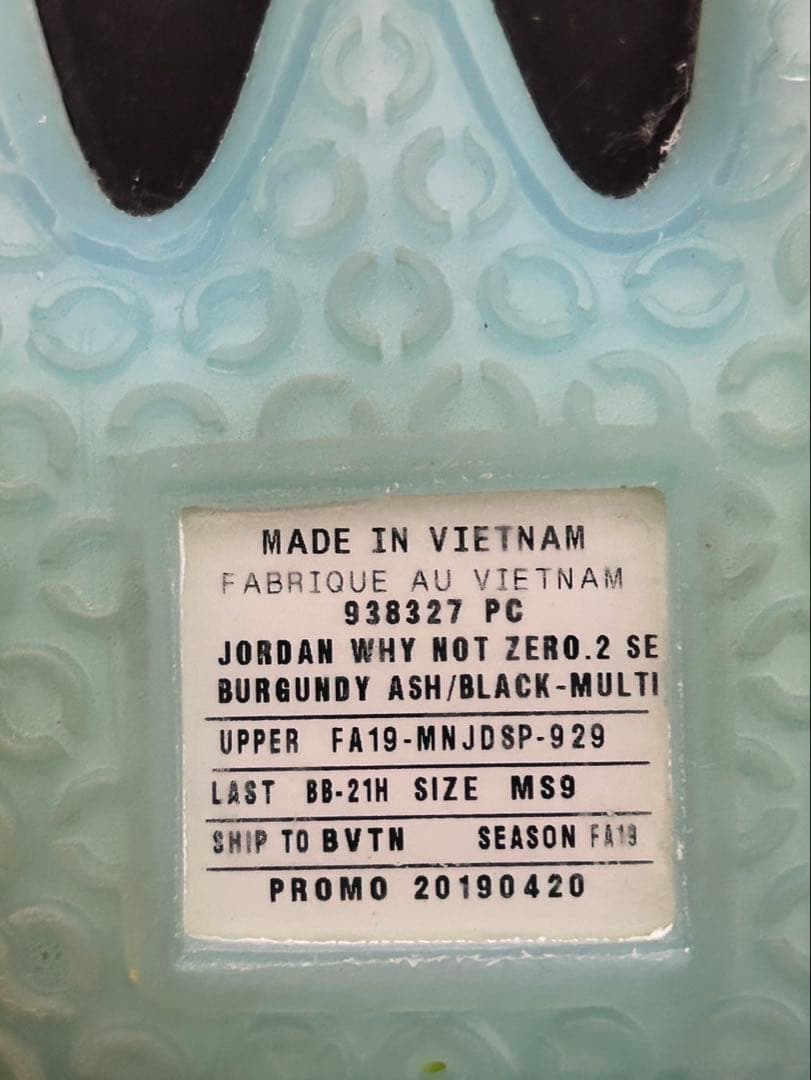 MADE IN VIETNAM
FABRIQUE AU VIETNAM
938327 PC
JORDAN WHY NOT ZERO.2 SE
BURGUNDY ASH/BLACK-MULTI
UPPER FA19-MNJDSP-929
LAST BB-21H SIZE MS9
SHIP TO BVTN SEASON FA19
PROMO 20190420